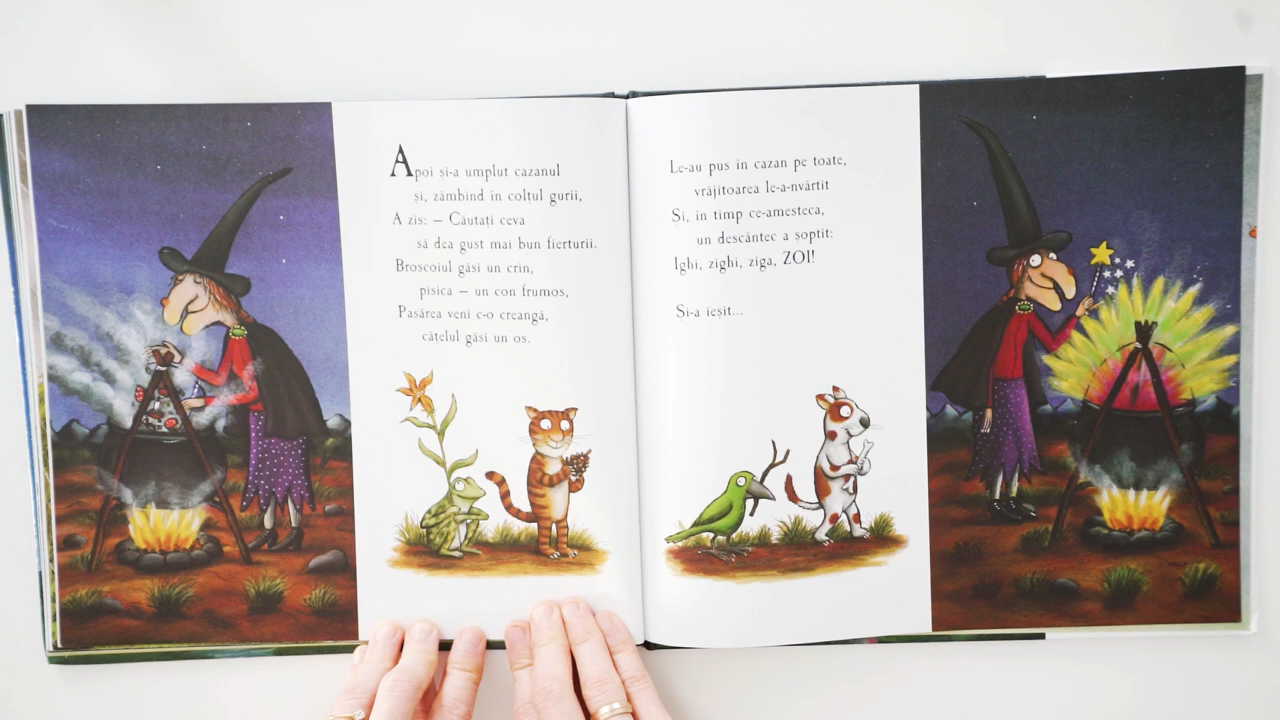 Apoi și-a umplut cazanul
și, zâmbind în colțul gurii,
A zis: – Căutați ceva
să dea gust mai bun fierturii.
Broscoiul găsi un crin,
pisica – un con frumos,
Pasărea veni c-o creangă,
cățelul găsi un os.
Le-au pus în cazan pe toate,
vrăjitoarea le-a-nvârtit
Și, în timp ce-amesteca,
un descântec a șoptit:
Ighi, zighi, ziga, ZOI!
Și-a ieșit...